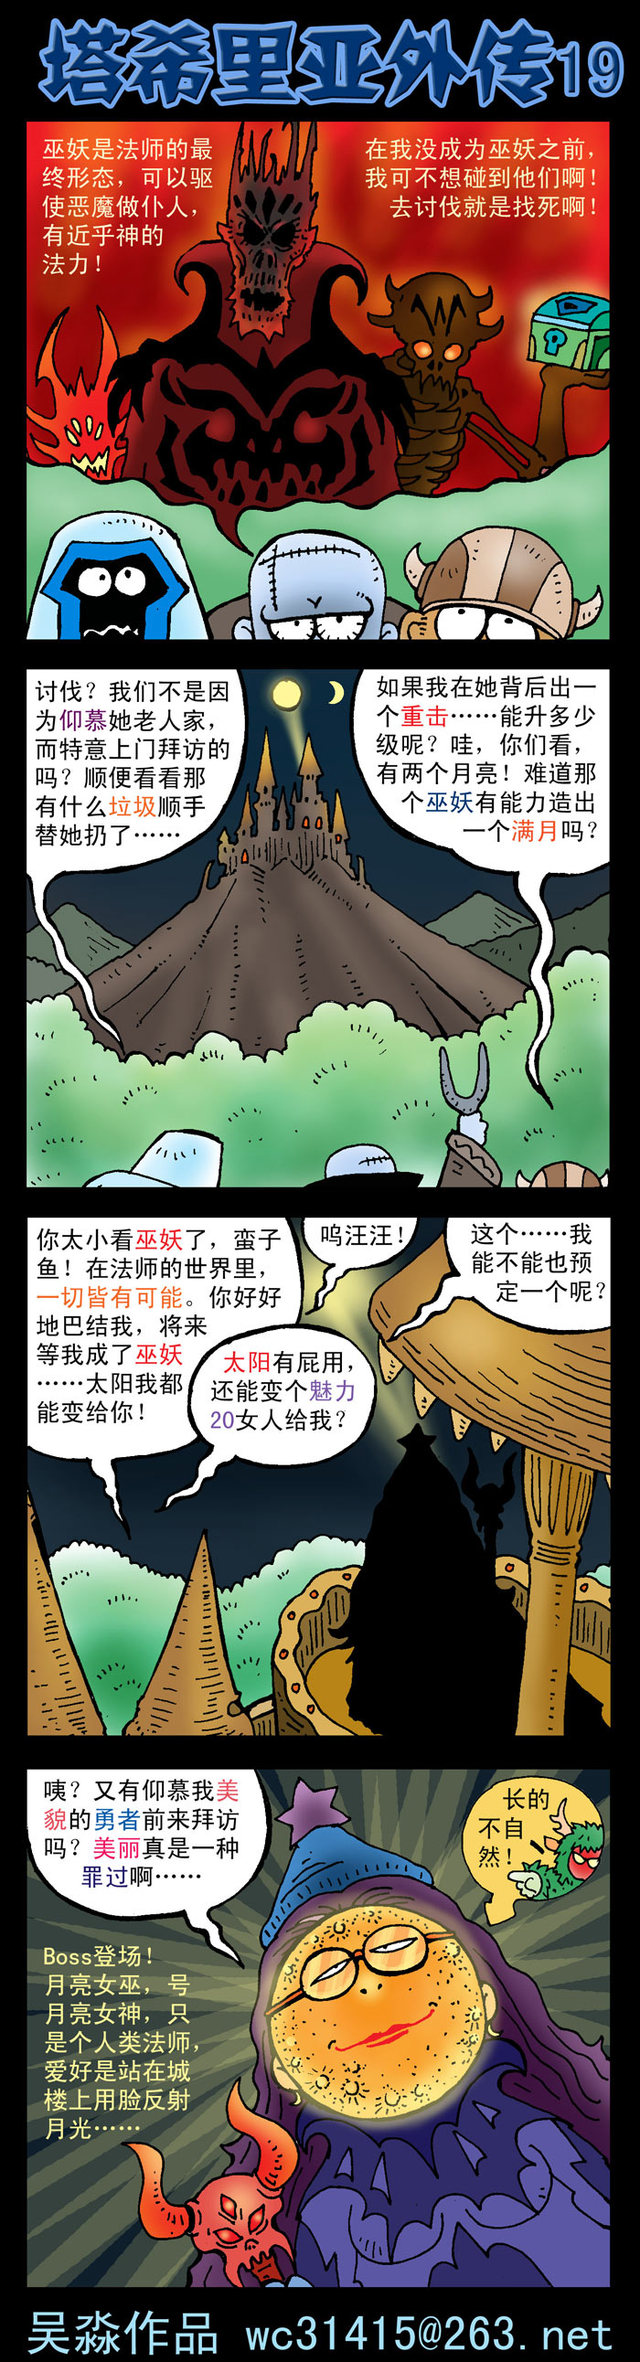 塔希里亚外传19
巫妖是法师的最
终形态，可以驱
使恶魔做仆人，
有近乎神的
法力！
在我没成为巫妖之前，
我可不想碰到他们啊！
去讨伐就是找死啊！
讨伐？我们不是因
为仰慕她老人家，
而特意上门拜访的
吗？顺便看看那
有什么垃圾顺手
替她扔了……
如果我在她背后出一
个重击……能升多少
级呢？哇，你们看，
有两个月亮！难道那
个巫妖有能力造出
一个满月吗？
你太小看巫妖了，蛮子
鱼！在法师的世界里，
一切皆有可能。你好好
地巴结我，将来
等我成了巫妖
……太阳我都
能变给你！
太阳有屁用，
还能变个魅力
20女人给我？
呜汪汪！
这个……我
能不能也预
定一个呢？
咦？又有仰慕我美
貌的勇者前来拜访
吗？美丽真是一种
罪过啊……
长的
不自
然！
Boss登场！
月亮女巫，号
月亮女神，只
是个人类法师，
爱好是站在城
楼上用脸反射
月光……
吴淼作品 wc31415@263.net